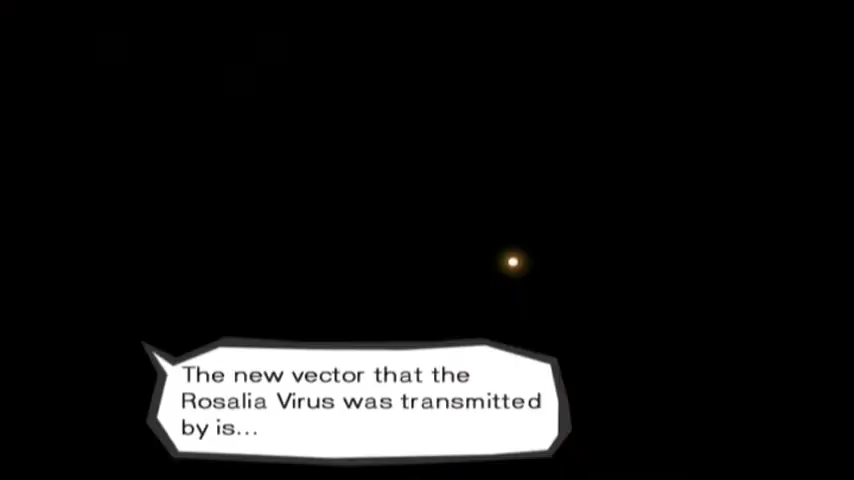 The new vector that the
Rosalia Virus was transmitted
by is...